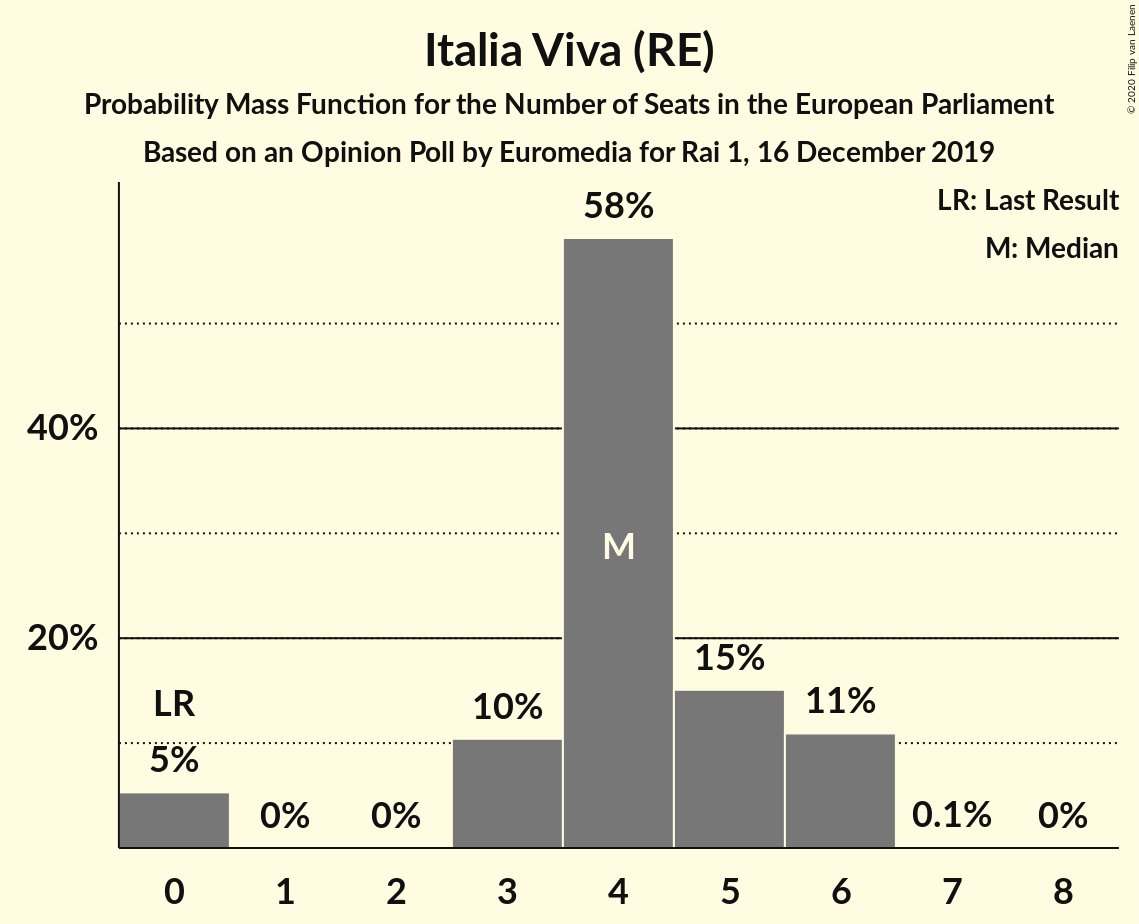 Italia Viva (RE)
Probability Mass Function for the Number of Seats in the European Parliament
Based on an Opinion Poll by Euromedia for Rai 1, 16 December 2019
© 2020 Filip van Laenen
LR: Last Result
M: Median
58%
40%
M
20%
15%
LR
10%
11%
5%
0%
0%
0.1%
0%
0 1 2 3 4 5 6 7 8